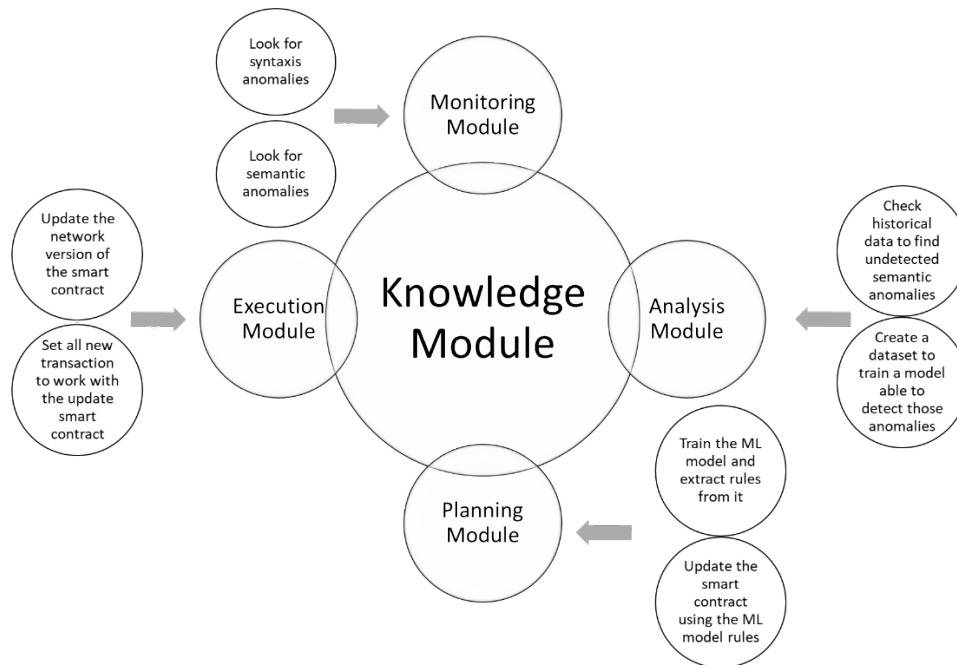 Look for
syntaxis
anomalies
Monitoring
Module
Look for
semantic
anomalies
Update the
network
version of
the smart
contract
Execution
Module
Set all new
transaction
to work with
the update
smart
contract
Knowledge
Module
Analysis
Module
Check
historical
data to find
undetected
semantic
anomalies
Create a
dataset to
train a model
able to
detect those
anomalies
Planning
Module
Train the ML
model and
extract rules
from it
Update the
smart
contract
using the ML
model rules